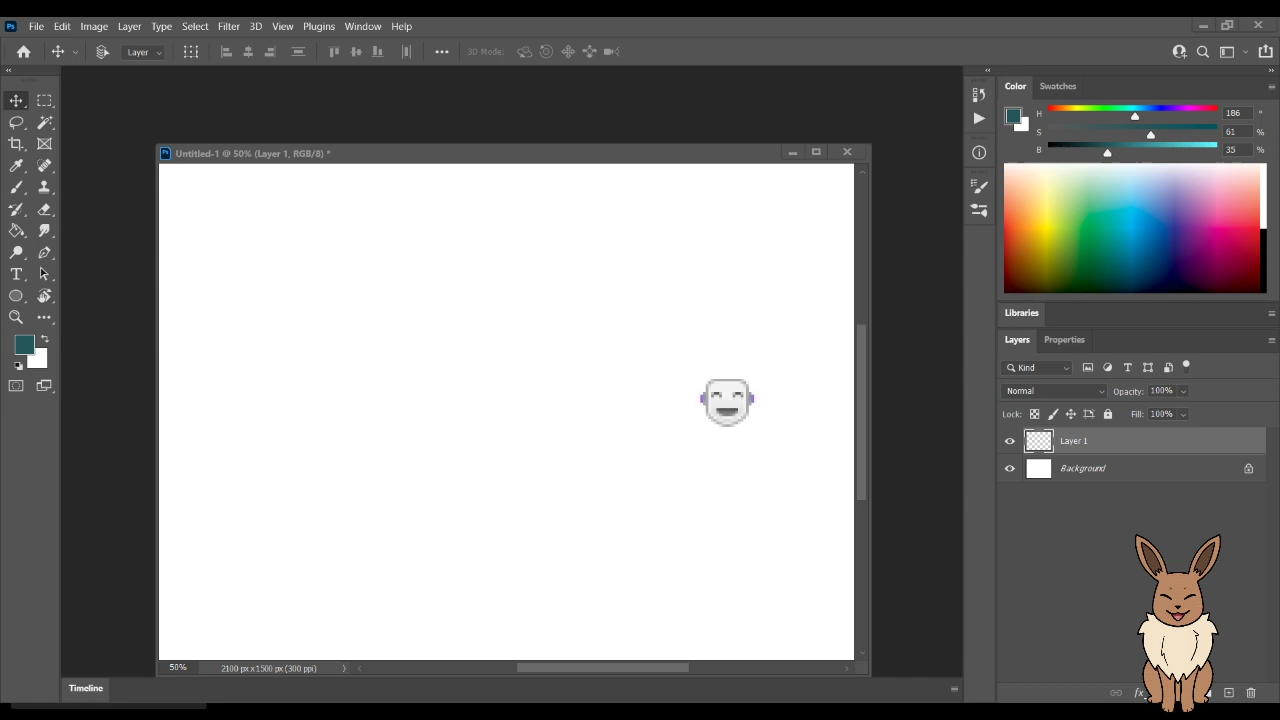 Ps File Edit Image Layer Type Select Filter 3D View Plugins Window Help
Layer 3D Mode:
Color Swatches
H 186 °
S 61 %
B 35 %
Ps Untitled-1 @ 50% (Layer 1, RGB/8) *
Libraries
Layers Properties
Kind
Normal Opacity: 100%
Lock: Fill: 100%
Layer 1
Background
50% 2100 px x 1500 px (300 ppi)
Timeline
fx